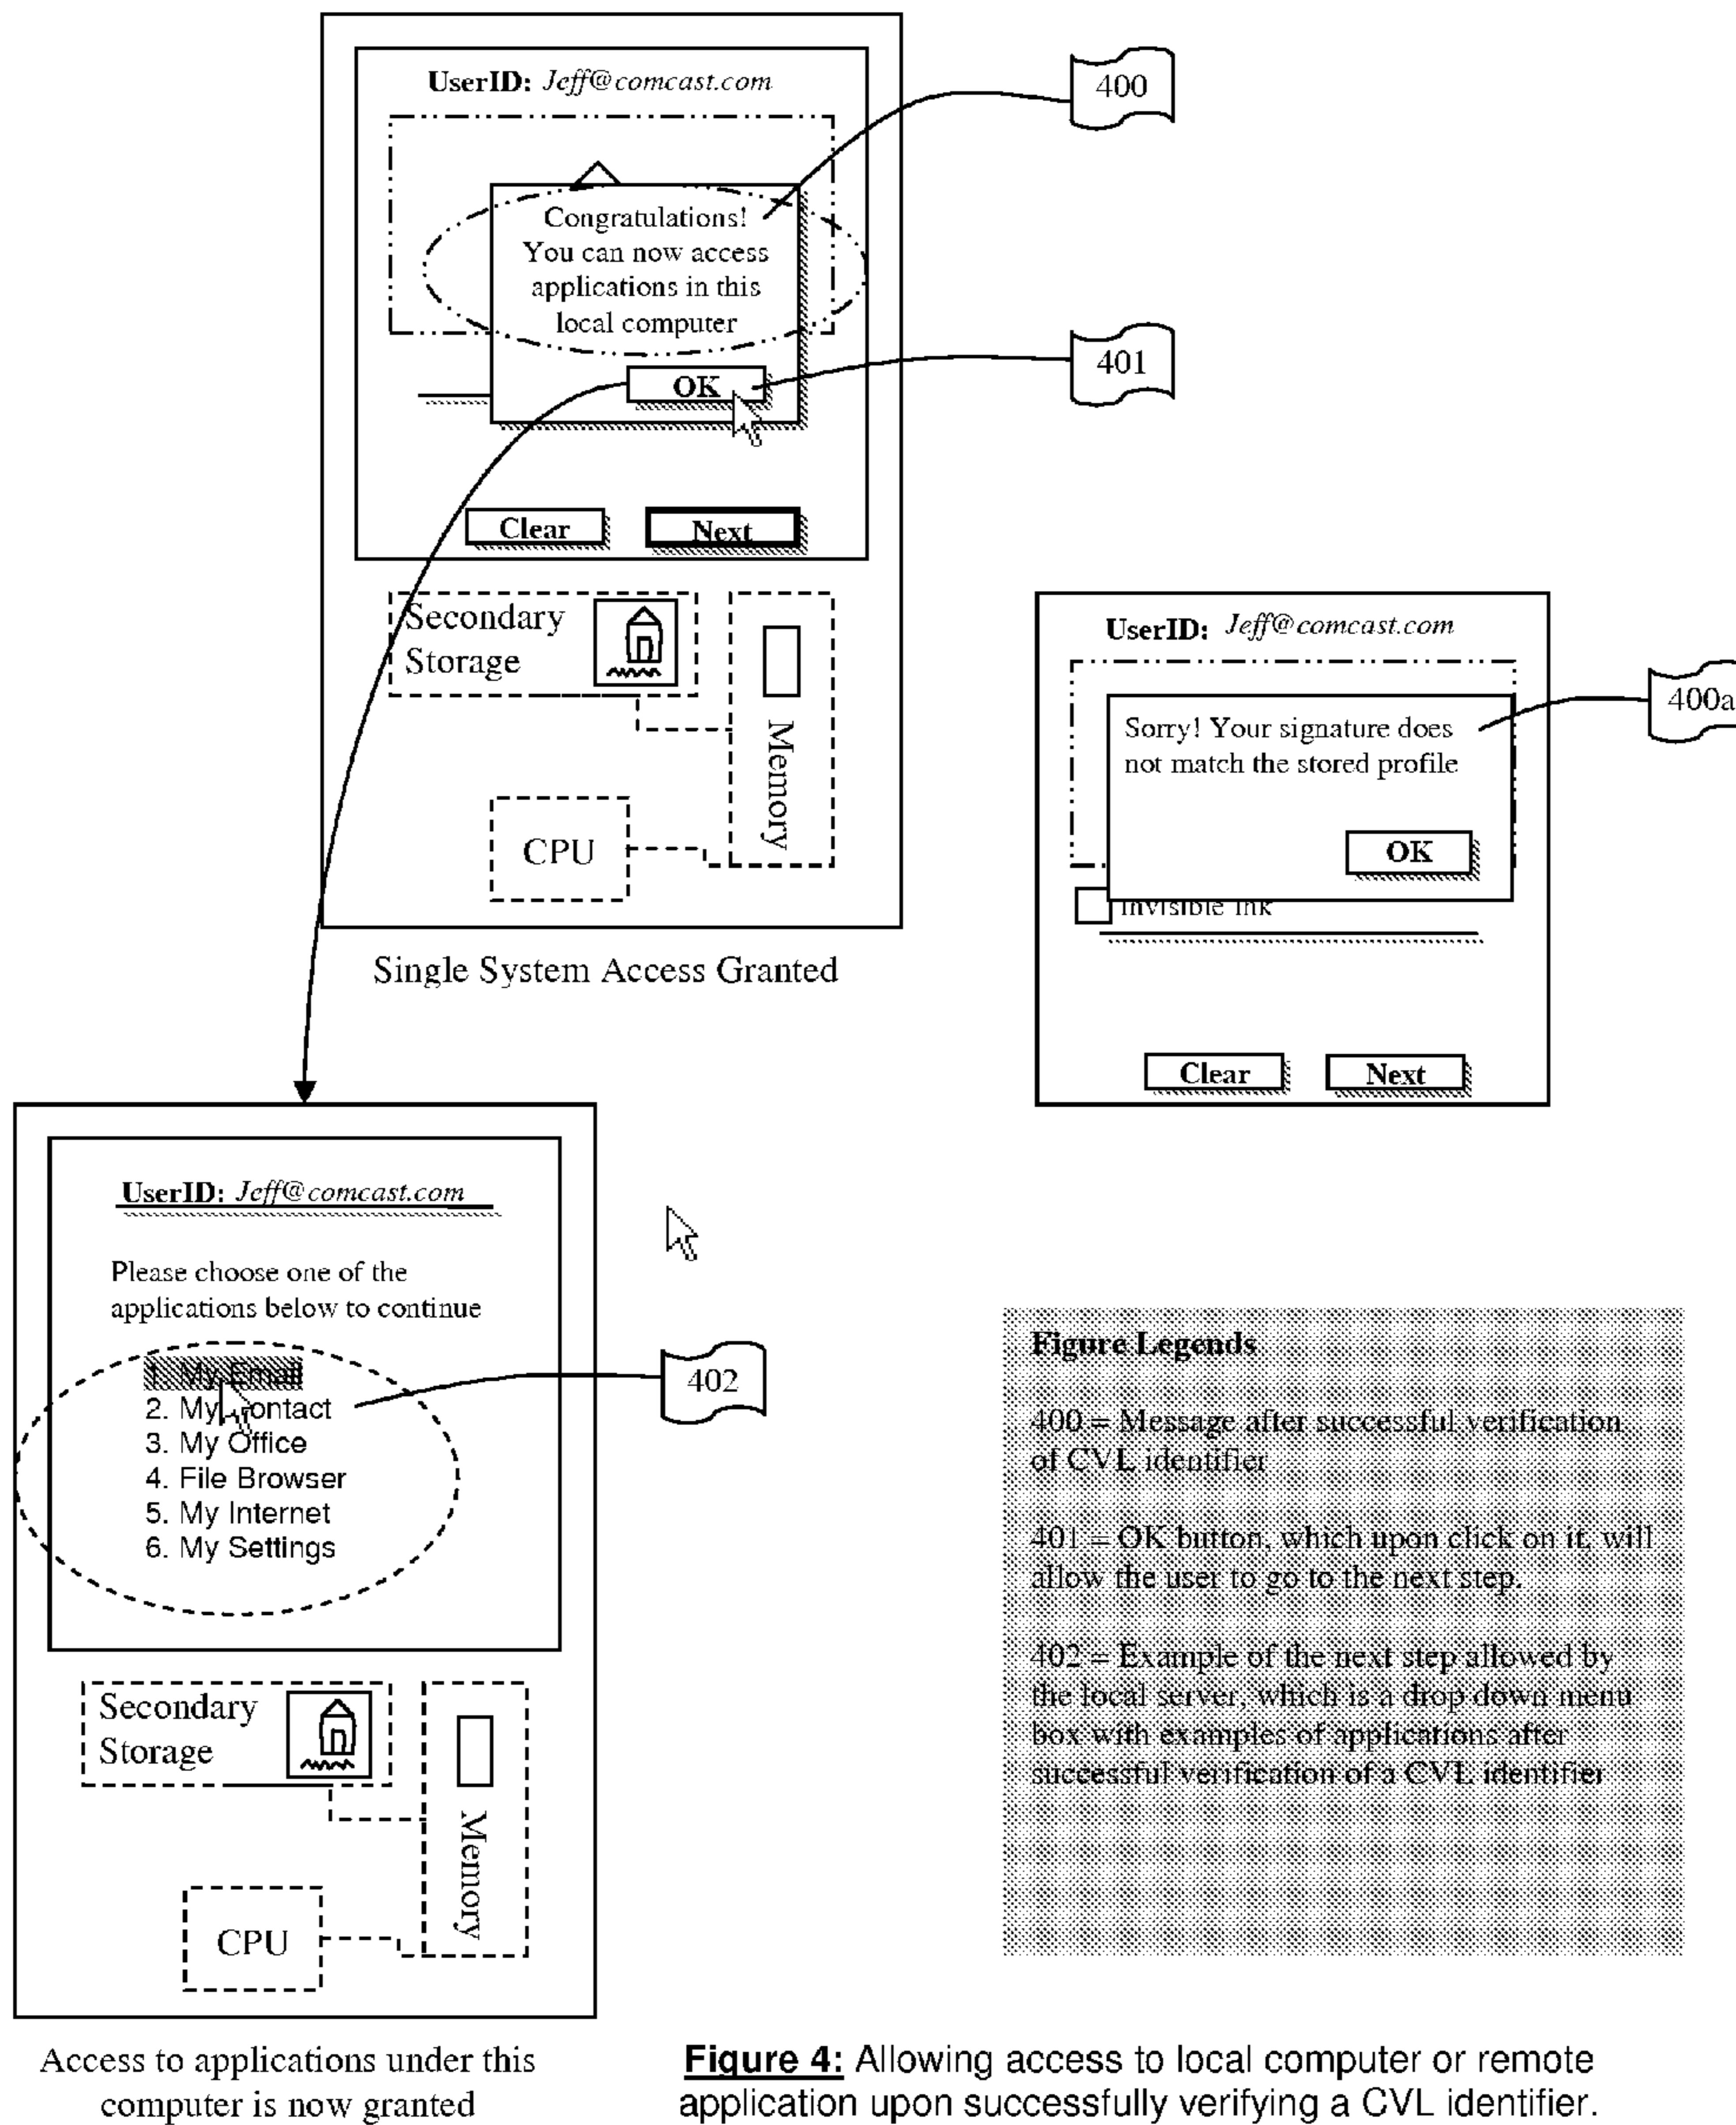 UserID: Jeff@comcast.com
400
Congratulations!
You can now access
applications in this
local computer
OK
401
Clear
Next
Secondary
Storage
Memory
CPU
Single System Access Granted
UserID: Jeff@comcast.com
400a
Sorry! Your signature does
not match the stored profile
OK
Invisible Ink
Clear
Next
UserID: Jeff@comcast.com
Please choose one of the
applications below to continue
1. My Email
2. My Contact
3. My Office
4. File Browser
5. My Internet
6. My Settings
402
Secondary
Storage
Memory
CPU
Access to applications under this
computer is now granted
Figure Legends
400 = Message after successful verification
of CVL identifier
401 = OK button, which upon click on it, will
allow the user to go to the next step.
402 = Example of the next step allowed by
the local server, which is a drop down menu
box with examples of applications after
successful verification of a CVL identifier
Figure 4: Allowing access to local computer or remote
application upon successfully verifying a CVL identifier.